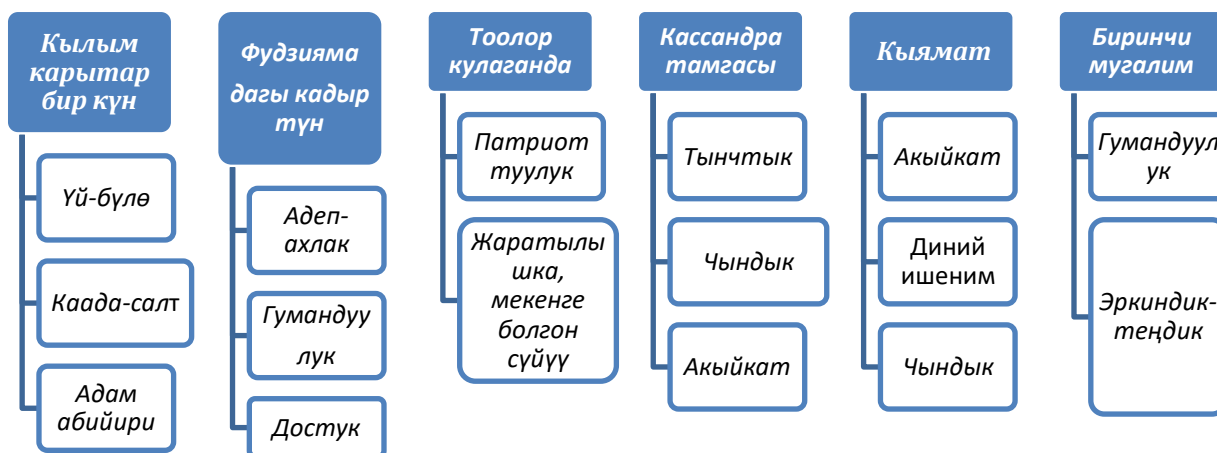 Кылым
карытар
бир күн
Үй-бүлө
Каада-салт
Адам
абийири
Фудзияма
дагы кадыр
түн
Адеп-
ахлак
Гумандуу
лук
Достук
Тоолор
кулаганда
Патриот
туулук
Жаратылы
шка,
мекенге
болгон
сүйүү
Кассандра
тамгасы
Тынчтык
Чындык
Акыйкат
Кыямат
Акыйкат
Диний
ишеним
Чындык
Биринчи
мугалим
Гумандуул
ук
Эркиндик-
теңдик